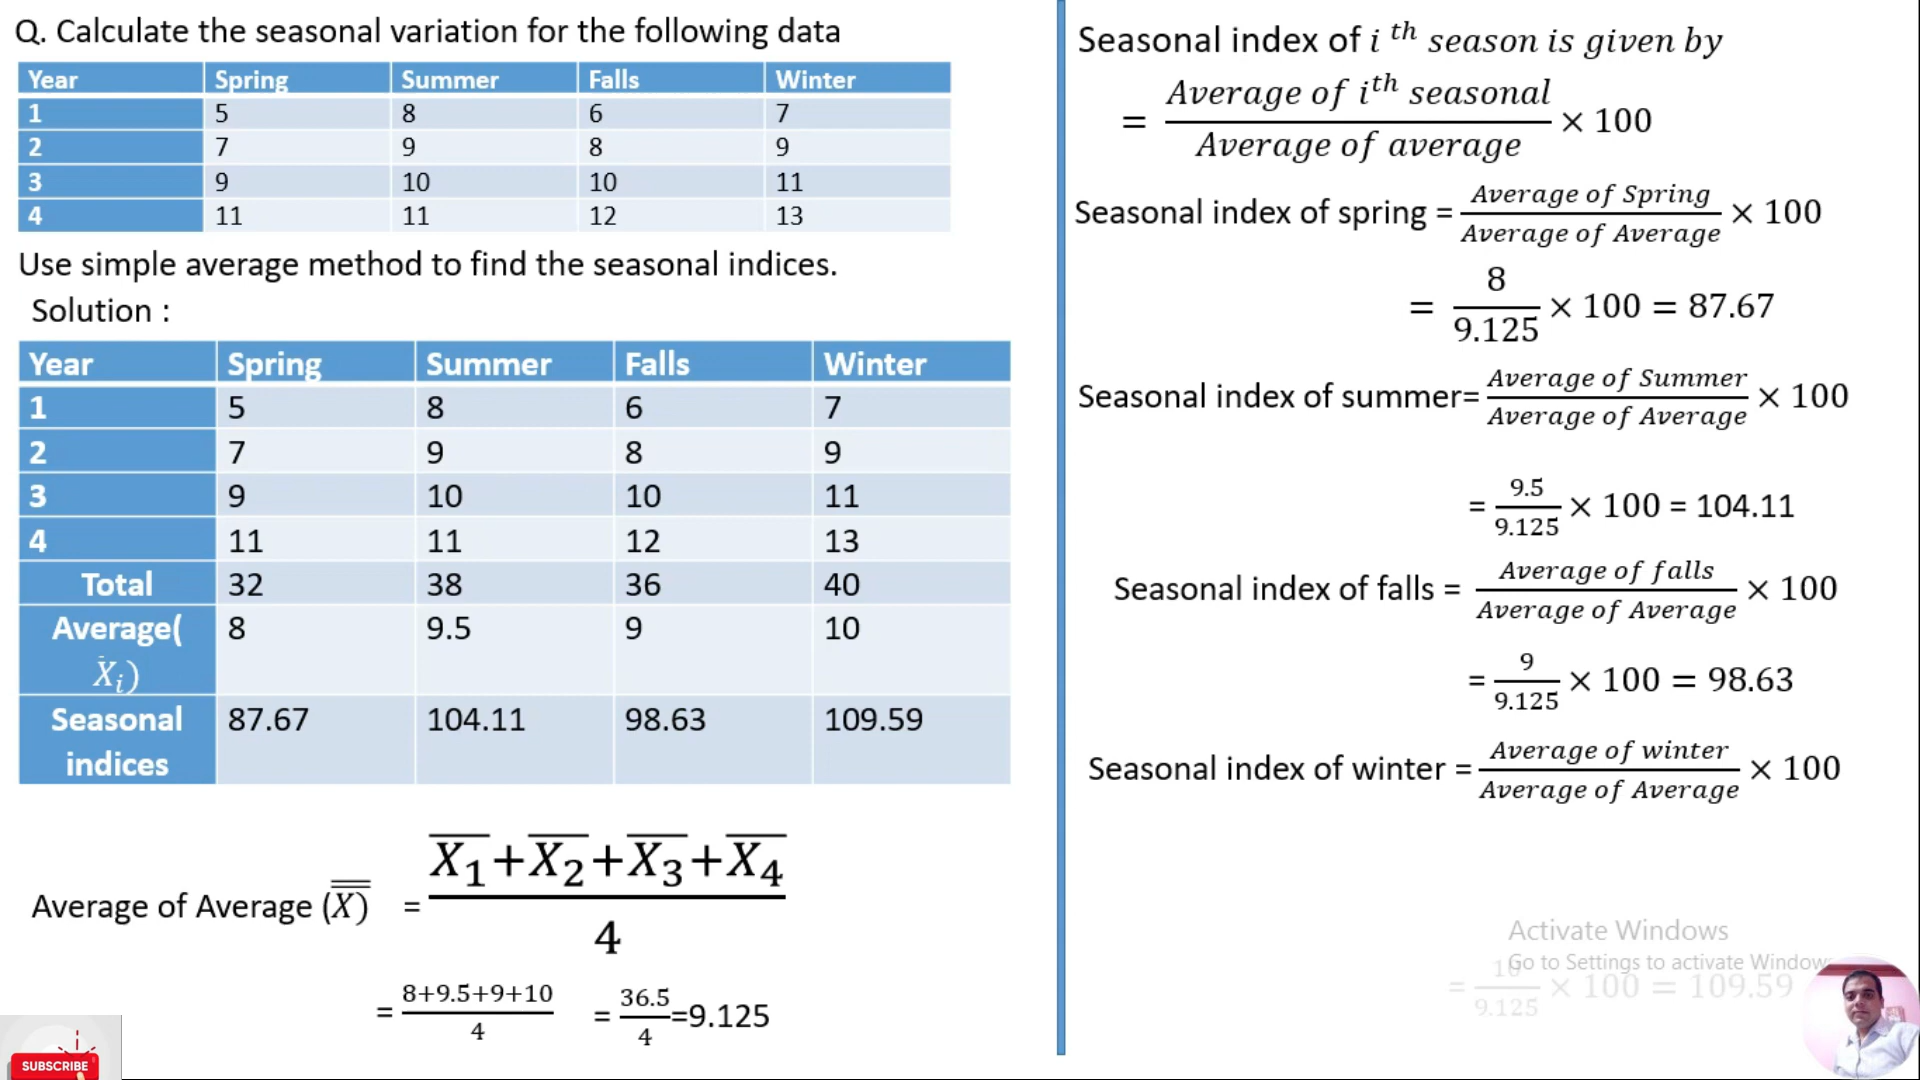 Q. Calculate the seasonal variation for the following data
Year Spring Summer Falls Winter
1 5 8 6 7
2 7 9 8 9
3 9 10 10 11
4 11 11 12 13
Use simple average method to find the seasonal indices.
Solution :
Year Spring Summer Falls Winter
1 5 8 6 7
2 7 9 8 9
3 9 10 10 11
4 11 11 12 13
Total 32 38 36 40
Average( 8 9.5 9 10
X̄ᵢ)
Seasonal 87.67 104.11 98.63 109.59
indices
X̅₁+X̅₂+X̅₃+X̅₄
Average of Average (X̿) =
4
8+9.5+9+10 36.5
= = =9.125
4 4
SUBSCRIBE
Seasonal index of i ᵗʰ season is given by
Average of iᵗʰ seasonal
= × 100
Average of average
Average of Spring
Seasonal index of spring = × 100
Average of Average
8
= × 100 = 87.67
9.125
Average of Summer
Seasonal index of summer= × 100
Average of Average
9.5
= × 100 = 104.11
9.125
Average of falls
Seasonal index of falls = × 100
Average of Average
9
= × 100 = 98.63
9.125
Average of winter
Seasonal index of winter = × 100
Average of Average
Activate Windows
Go to Settings to activate Window
10
= × 100 = 109.59
9.125